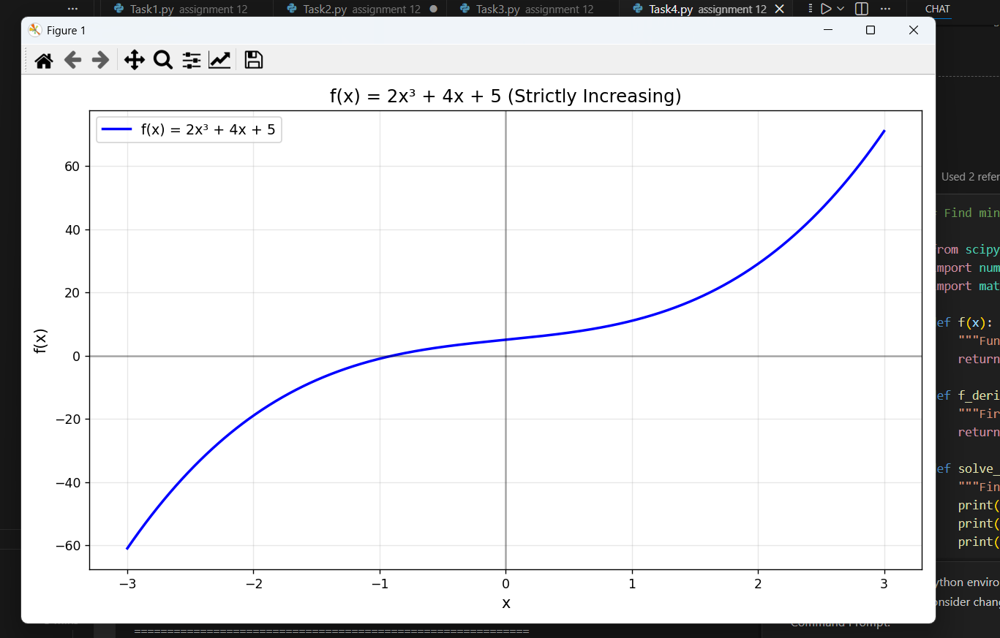 Task1.py assignment 12
Task2.py assignment 12
Task3.py assignment 12
Task4.py assignment 12
CHAT
Figure 1
f(x) = 2x³ + 4x + 5 (Strictly Increasing)
f(x) = 2x³ + 4x + 5
60
40
20
0
−20
−40
−60
f(x)
−3
−2
−1
0
1
2
3
x
Used 2 refer
Find min
rom scipy
mport num
mport mat
ef f(x):
"""Fun
return
ef f_deri
"""Fir
return
ef solve_
"""Fin
print(
print(
print(
ython enviro
onsider chang
Command Prompt.
============================================================